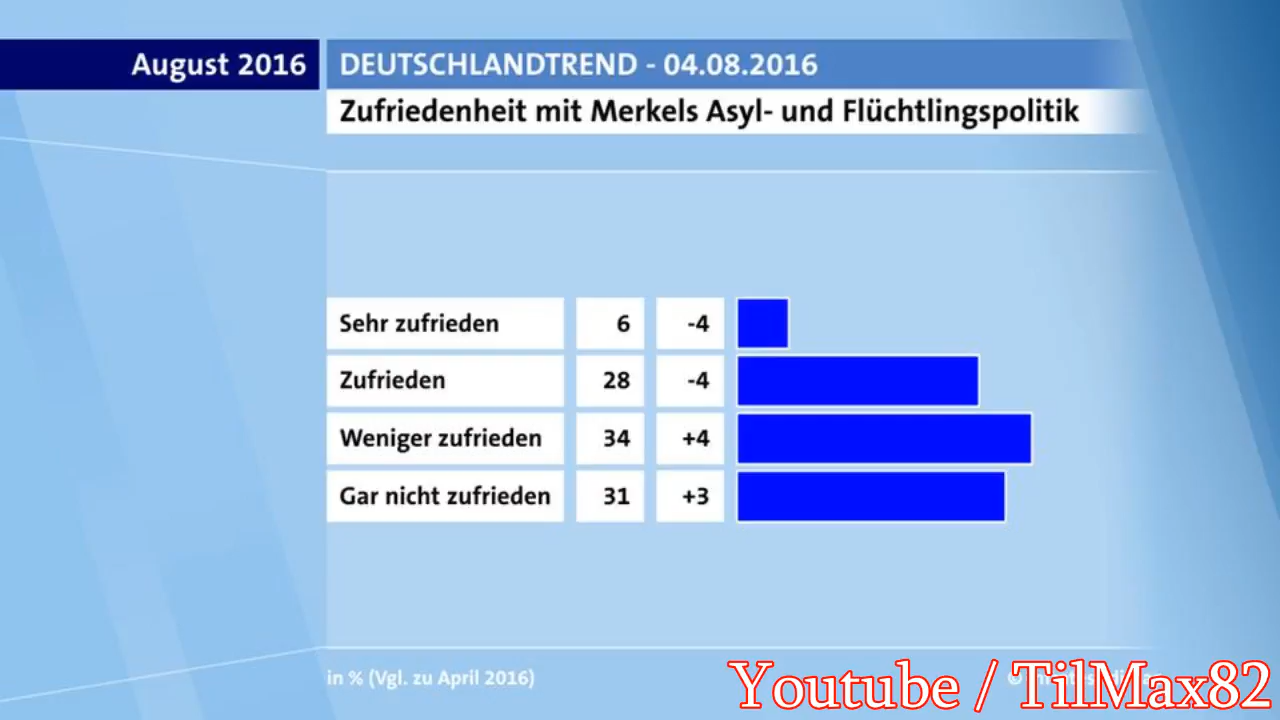 August 2016
DEUTSCHLANDTREND - 04.08.2016
Zufriedenheit mit Merkels Asyl- und Flüchtlingspolitik
Sehr zufrieden 6 -4
Zufrieden 28 -4
Weniger zufrieden 34 +4
Gar nicht zufrieden 31 +3
in % (Vgl. zu April 2016)
Youtube / TilMax82